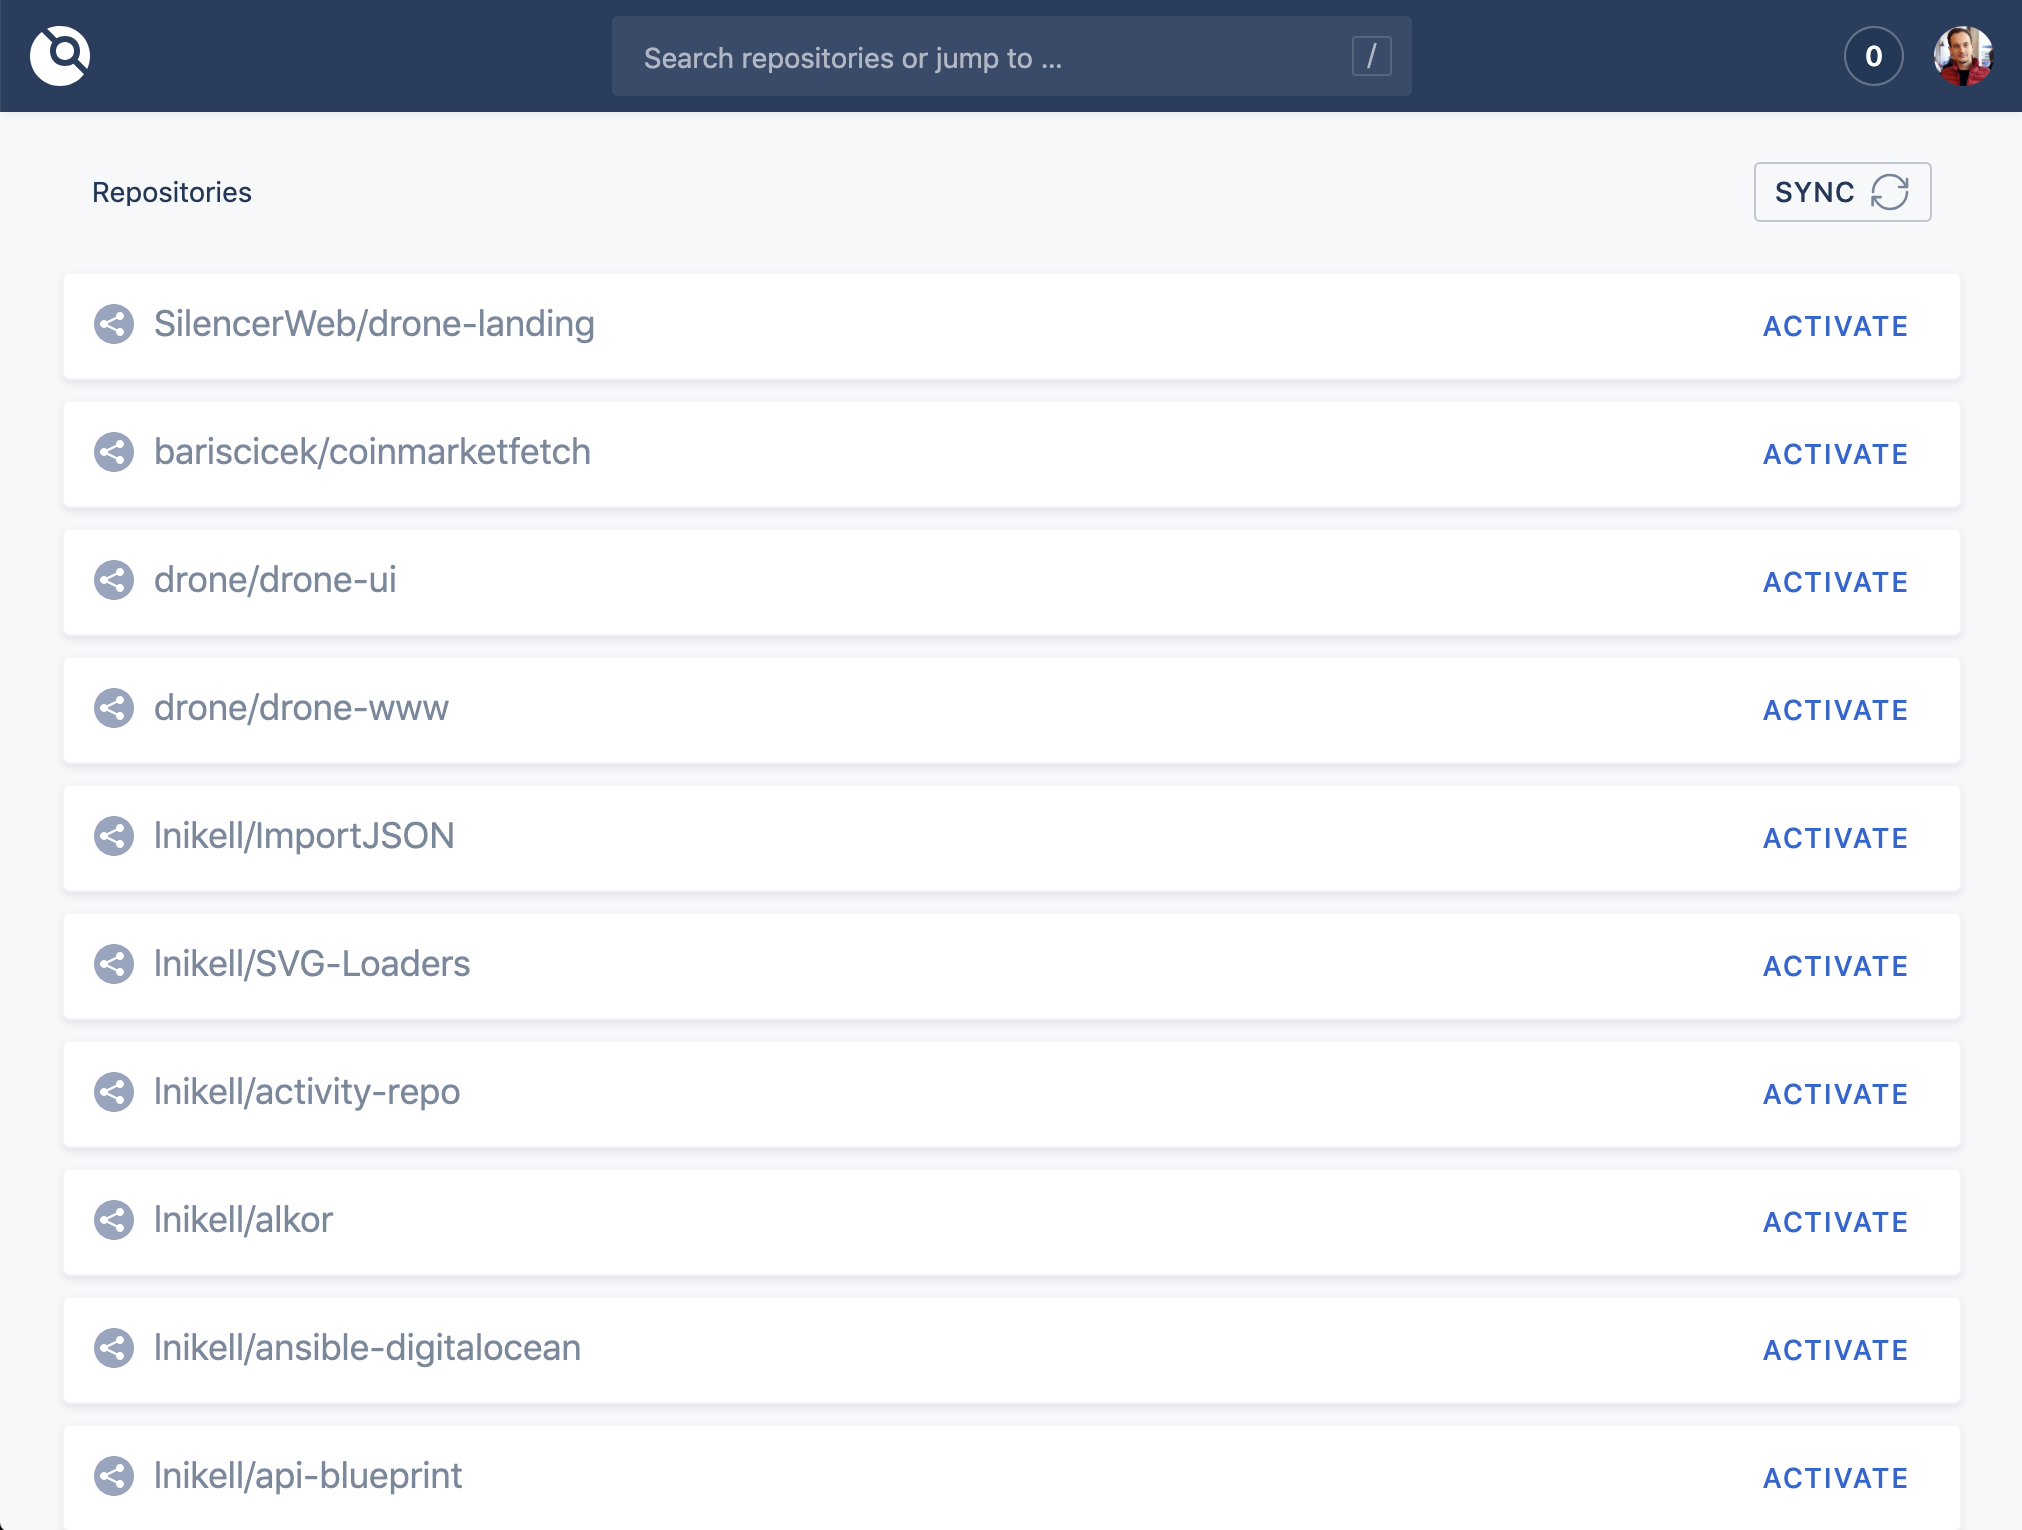 Search repositories or jump to ... /
0
Repositories
SYNC
SilencerWeb/drone-landing ACTIVATE
bariscicek/coinmarketfetch ACTIVATE
drone/drone-ui ACTIVATE
drone/drone-www ACTIVATE
lnikell/ImportJSON ACTIVATE
lnikell/SVG-Loaders ACTIVATE
lnikell/activity-repo ACTIVATE
lnikell/alkor ACTIVATE
lnikell/ansible-digitalocean ACTIVATE
lnikell/api-blueprint ACTIVATE